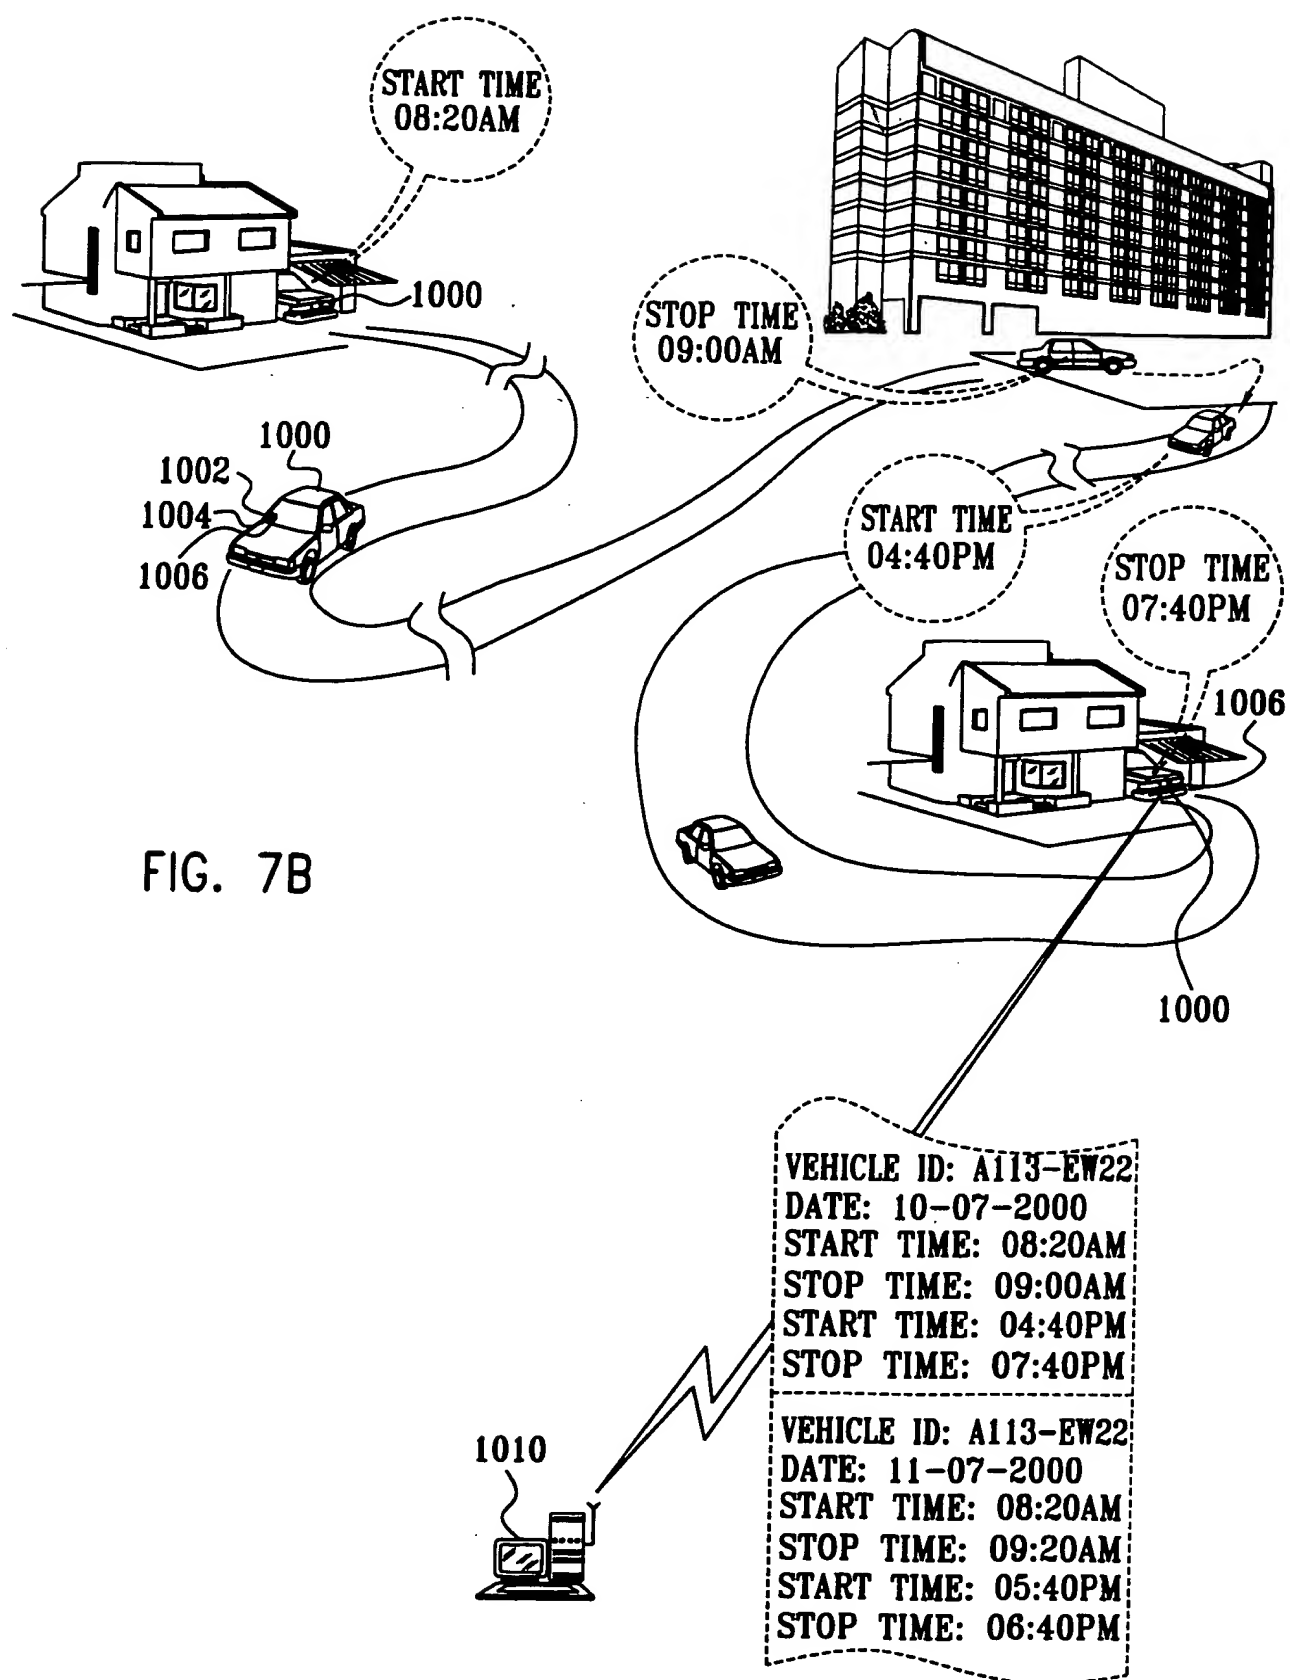 START TIME
08:20AM
1000
STOP TIME
09:00AM
1000
1002
1004
1006
START TIME
04:40PM
STOP TIME
07:40PM
1006
FIG. 7B
1000
VEHICLE ID: A113-EW22
DATE: 10-07-2000
START TIME: 08:20AM
STOP TIME: 09:00AM
START TIME: 04:40PM
STOP TIME: 07:40PM
VEHICLE ID: A113-EW22
DATE: 11-07-2000
START TIME: 08:20AM
STOP TIME: 09:20AM
START TIME: 05:40PM
STOP TIME: 06:40PM
1010